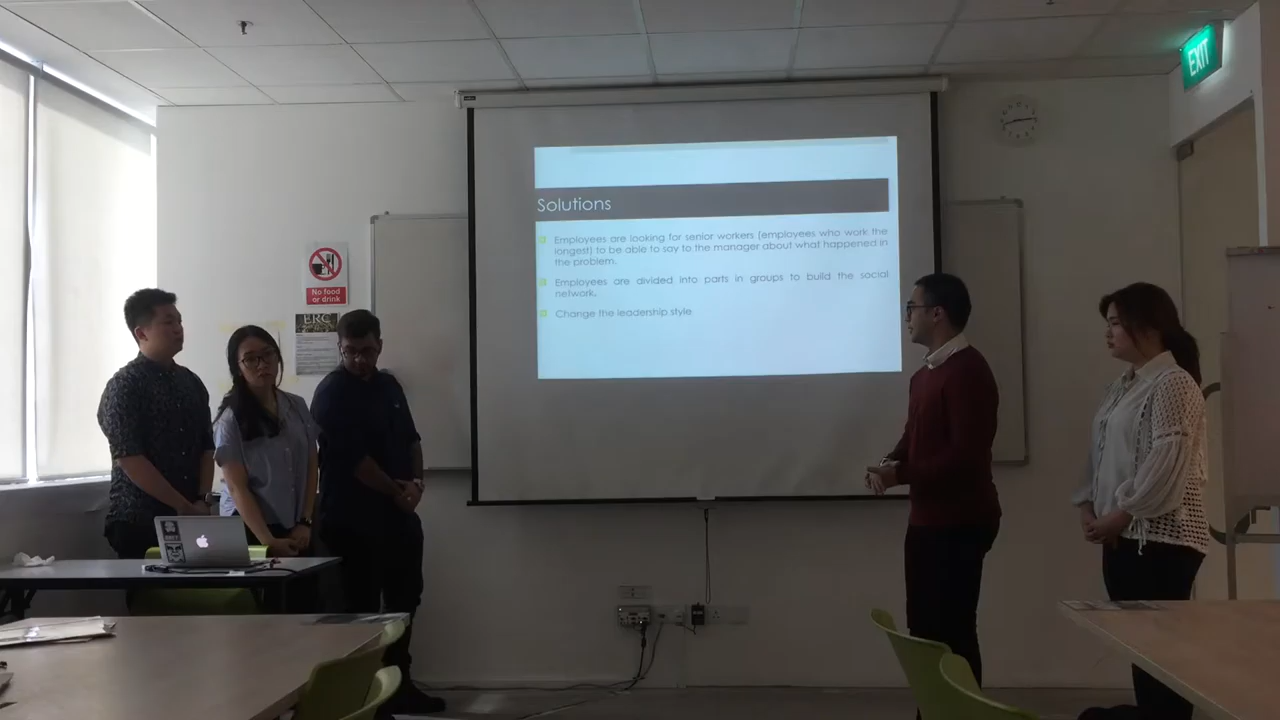 EXIT
Solutions
Employees are looking for senior workers (employees who work the
longest) to be able to say to the manager about what happened in
the problem.
Employees are divided into parts in groups to build the social
network.
Change the leadership style
No food
or drink
ERC
OBEY